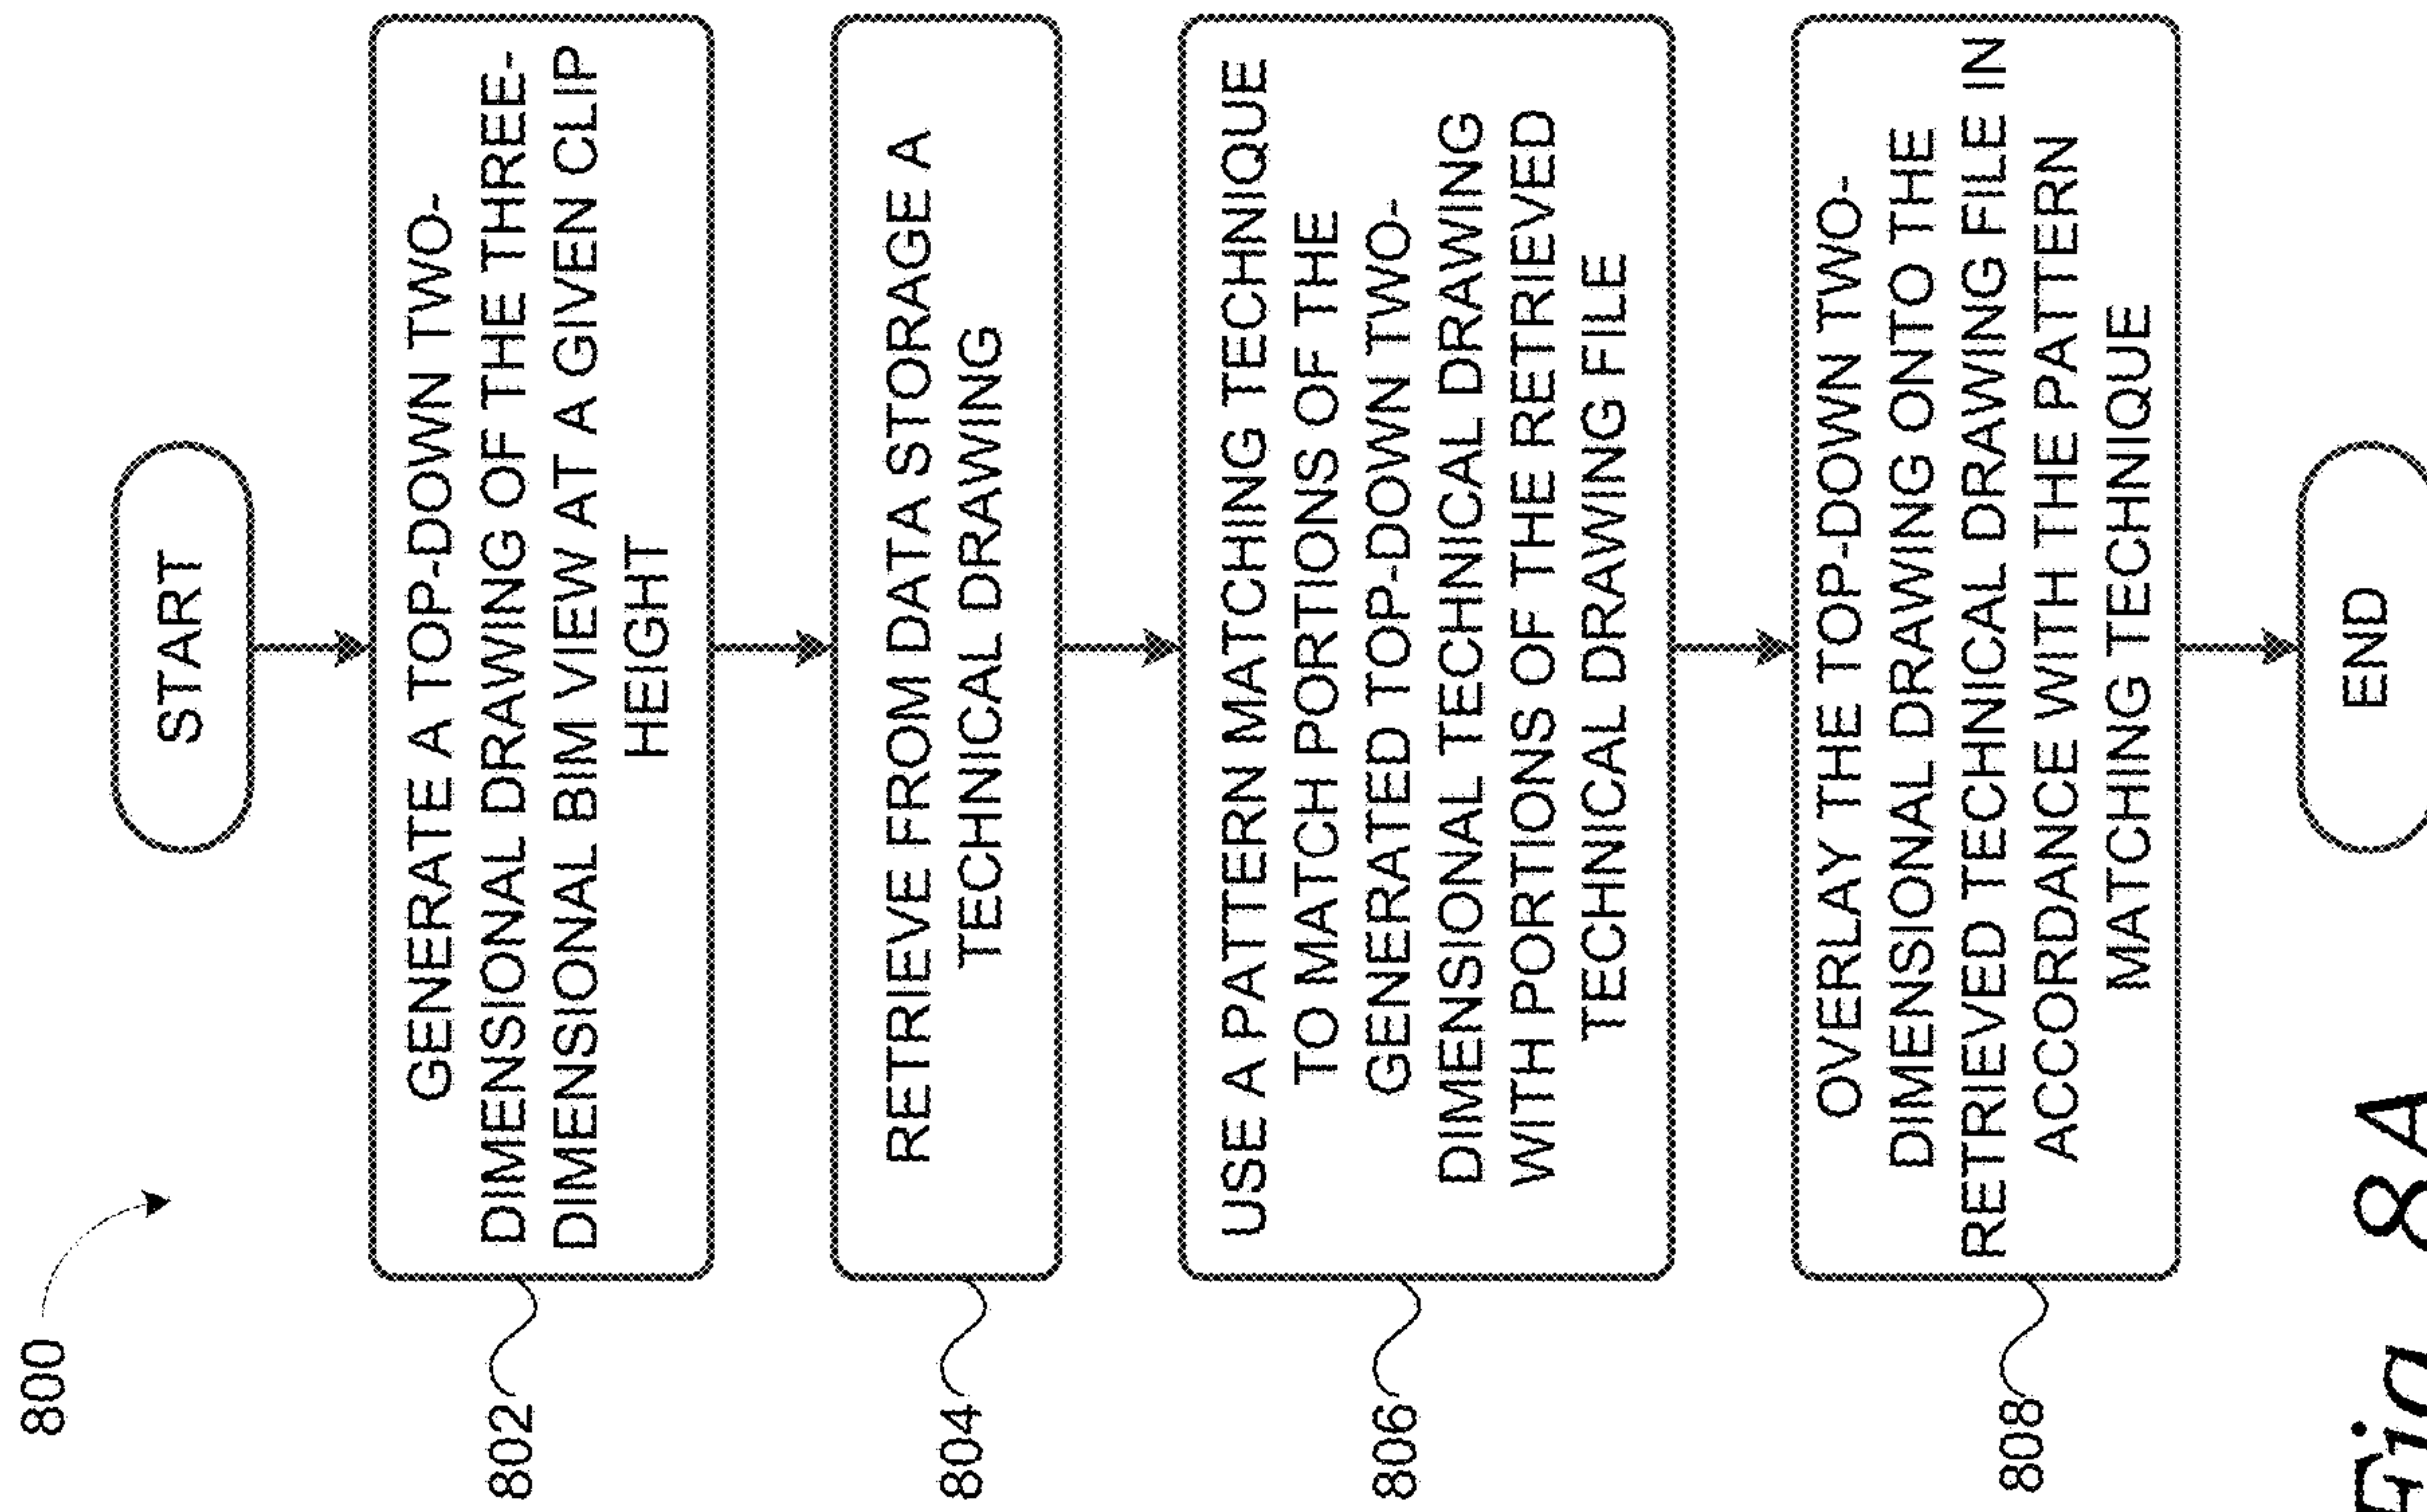 800
START
802
GENERATE A TOP-DOWN TWO-
DIMENSIONAL DRAWING OF THE THREE-
DIMENSIONAL BIM VIEW AT A GIVEN CLIP
HEIGHT
804
RETRIEVE FROM DATA STORAGE A
TECHNICAL DRAWING
806
USE A PATTERN MATCHING TECHNIQUE
TO MATCH PORTIONS OF THE
GENERATED TOP-DOWN TWO-
DIMENSIONAL TECHNICAL DRAWING
WITH PORTIONS OF THE RETRIEVED
TECHNICAL DRAWING FILE
808
OVERLAY THE TOP-DOWN TWO-
DIMENSIONAL DRAWING ONTO THE
RETRIEVED TECHNICAL DRAWING FILE IN
ACCORDANCE WITH THE PATTERN
MATCHING TECHNIQUE
END
Fig. 8A